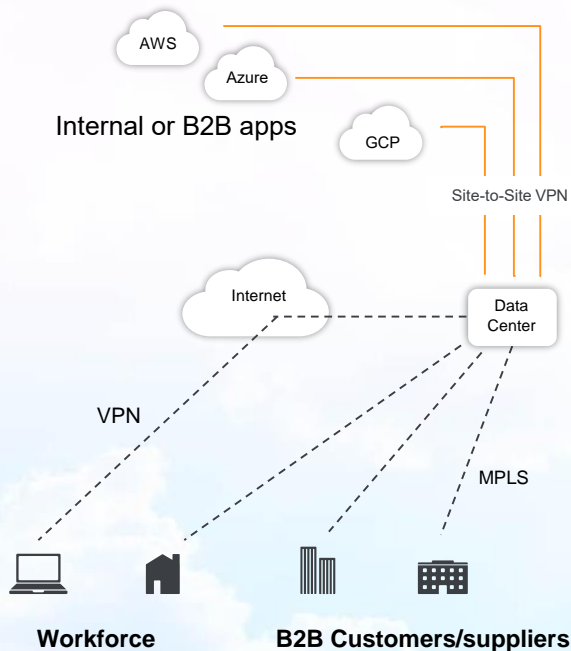 AWS
Azure
Internal or B2B apps
GCP
Site-to-Site VPN
Internet
Data
Center
VPN
MPLS
Workforce
B2B Customers/suppliers